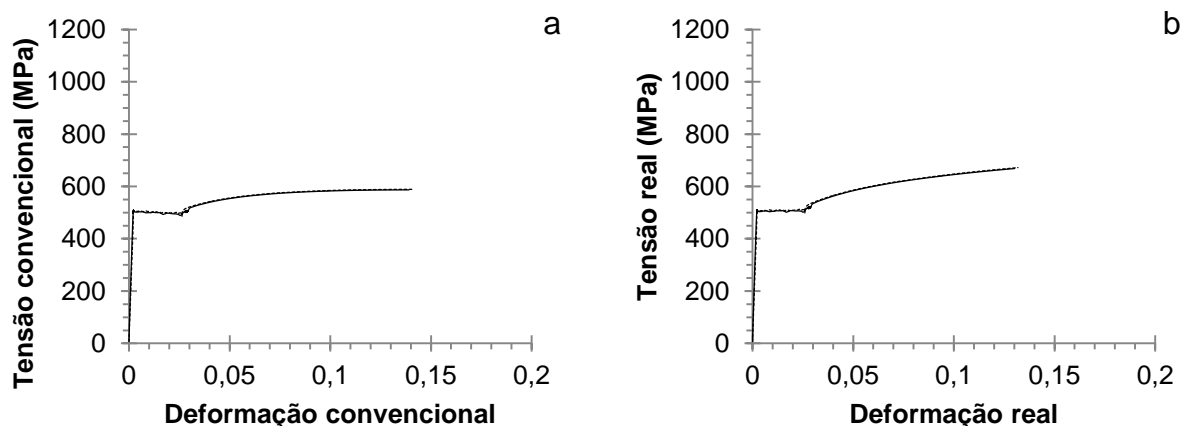 a
Tensão convencional (MPa)
1200
1000
800
600
400
200
0
0 0,05 0,1 0,15 0,2
Deformação convencional
b
Tensão real (MPa)
1200
1000
800
600
400
200
0
0 0,05 0,1 0,15 0,2
Deformação real